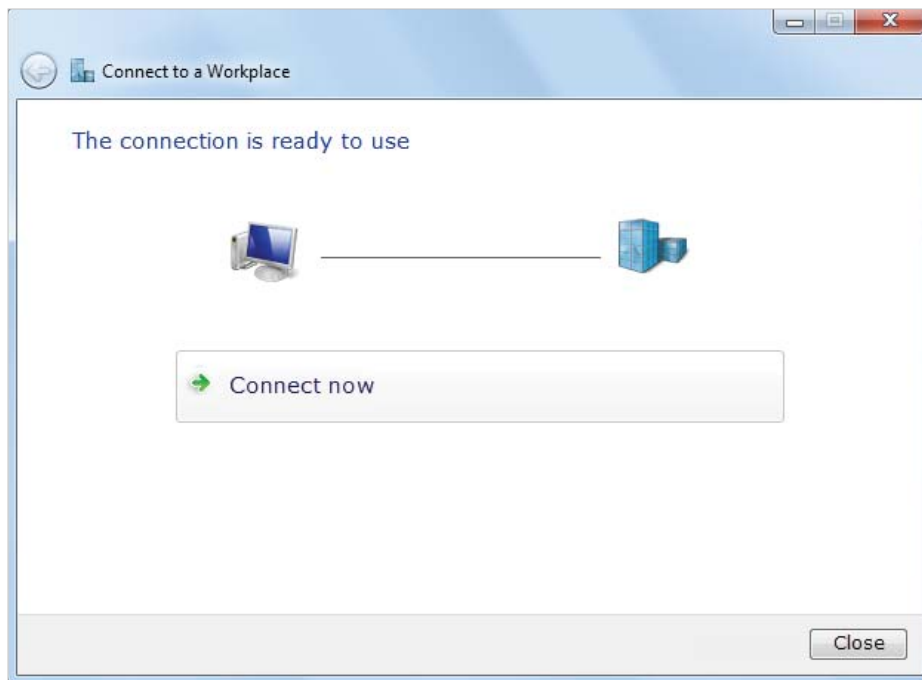 Connect to a Workplace
The connection is ready to use
Connect now
Close